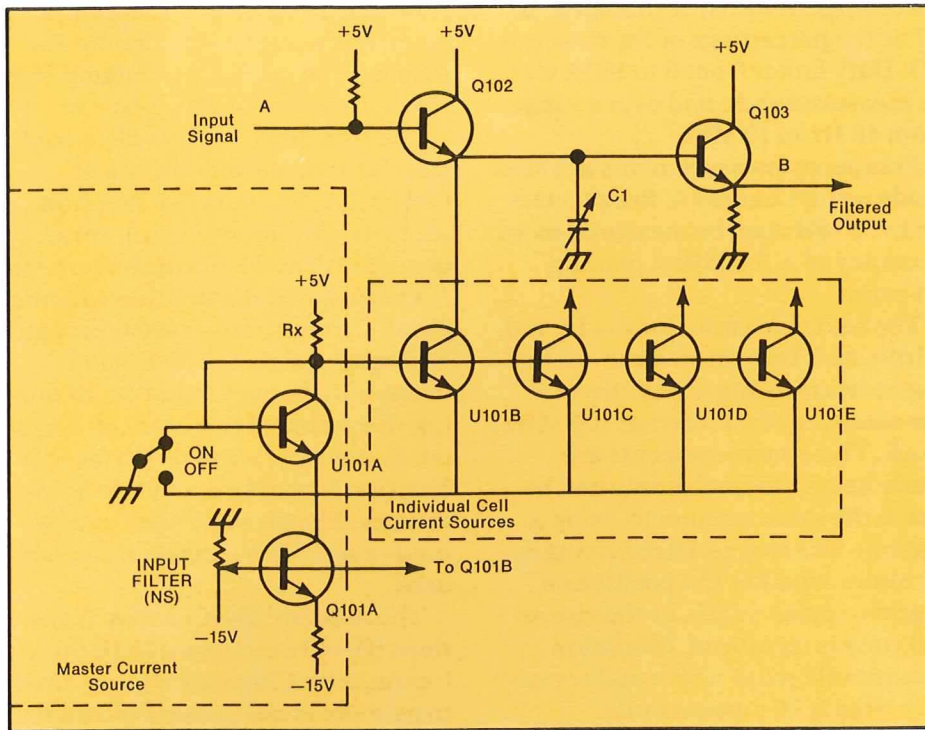 +5V
+5V
+5V
Q102
Q103
A
Input
Signal
B
C1
Filtered
Output
+5V
Rx
U101B
U101C
U101D
U101E
ON
OFF
U101A
Individual Cell
Current Sources
INPUT
FILTER
(NS)
To Q101B
Q101A
−15V
Master Current
Source
−15V